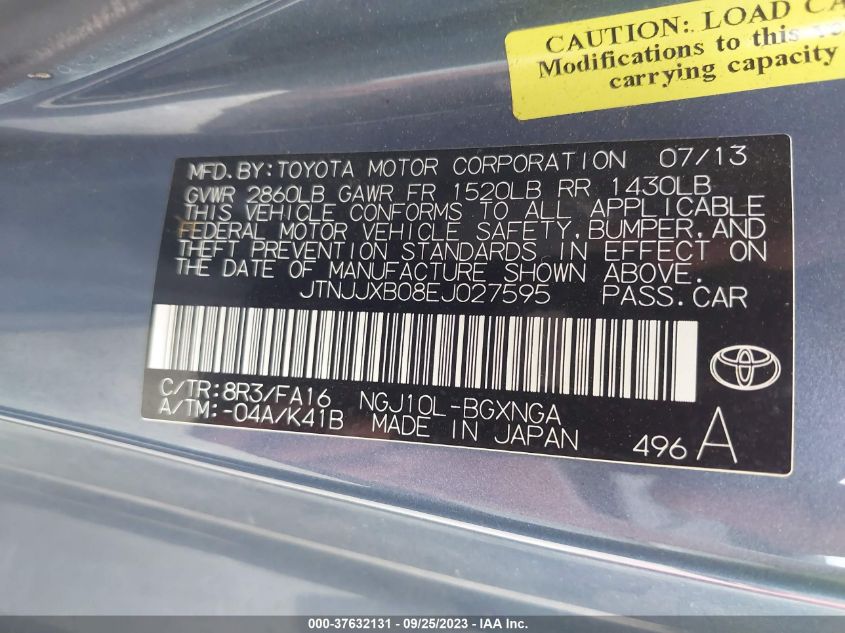 CAUTION: LOAD CA
Modifications to this
carrying capacity
MFD.BY:TOYOTA MOTOR CORPORATION 07/13
GVWR 2860LB GAWR FR 1520LB RR 1430LB
THIS VEHICLE CONFORMS TO ALL APPLICABLE
FEDERAL MOTOR VEHICLE SAFETY, BUMPER, AND
THEFT PREVENTION STANDARDS IN EFFECT ON
THE DATE OF MANUFACTURE SHOWN ABOVE.
JTNJJXB08EJ027595 PASS.CAR
C/TR:8R3/FA16 NGJ10L-BGXNGA
A/TM:-04A/K41B MADE IN JAPAN 496 A
000-37632131 - 09/25/2023 - IAA Inc.